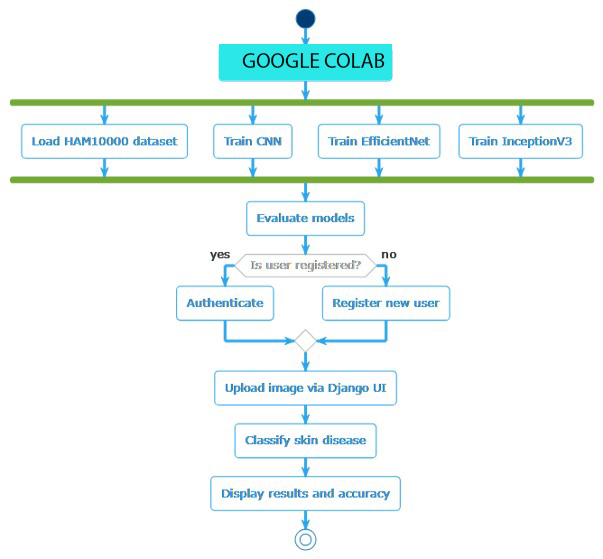 GOOGLE COLAB
Load HAM10000 dataset
Train CNN
Train EfficientNet
Train InceptionV3
Evaluate models
yes
Is user registered?
no
Authenticate
Register new user
Upload image via Django UI
Classify skin disease
Display results and accuracy